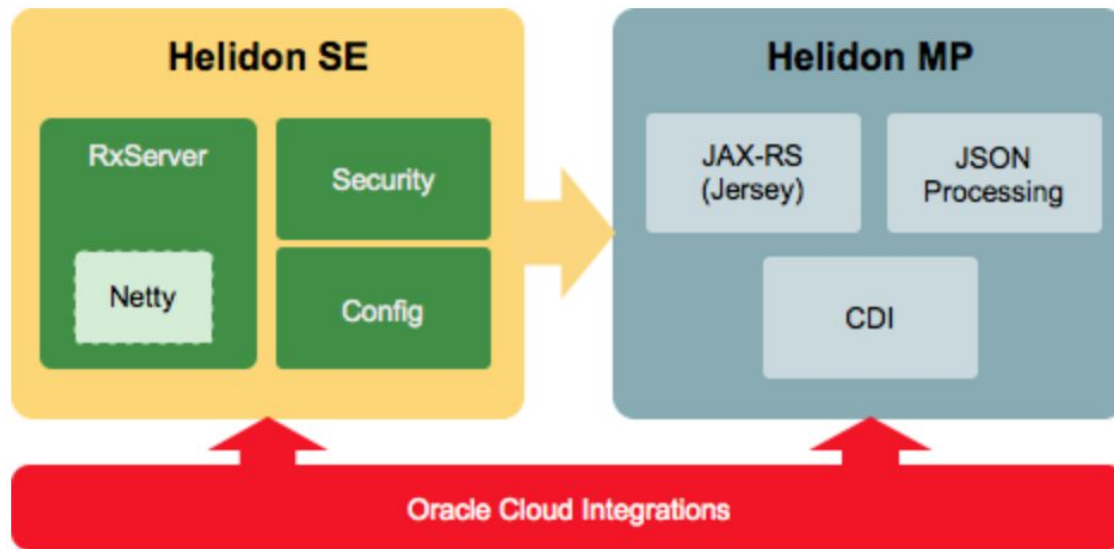 Helidon SE
RxServer
Netty
Security
Config
Helidon MP
JAX-RS
(Jersey)
JSON
Processing
CDI
Oracle Cloud Integrations